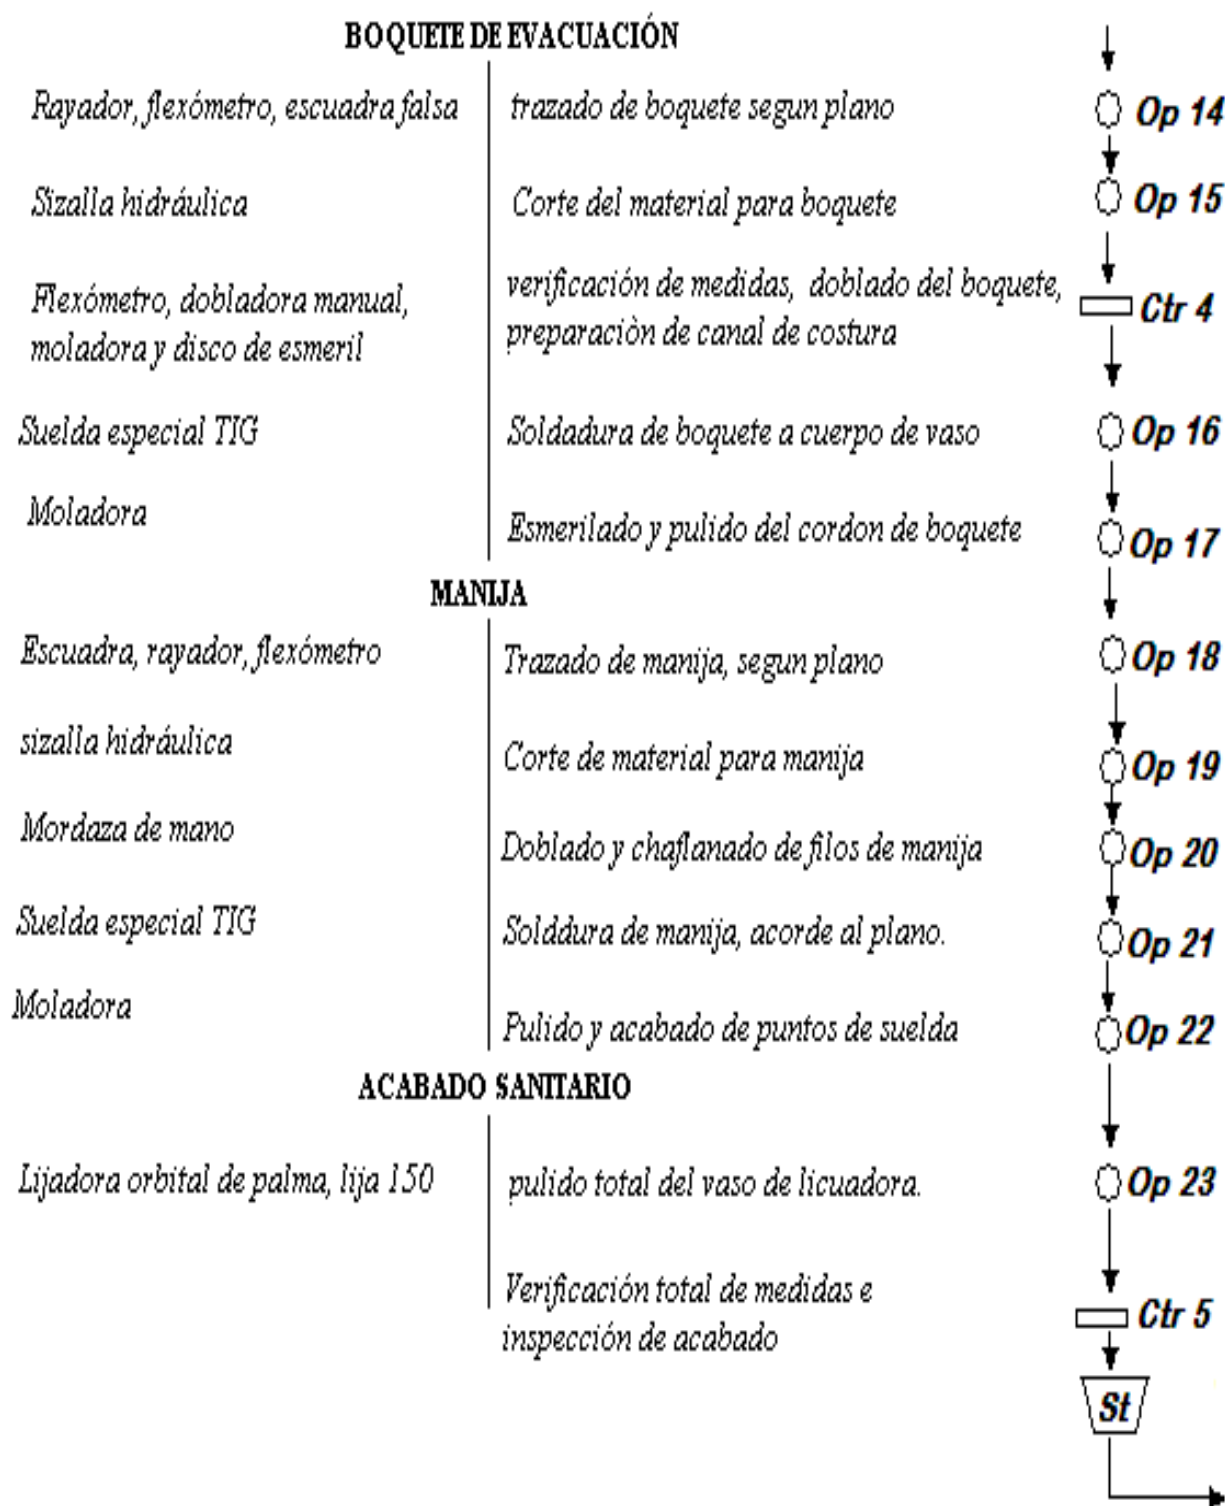 BOQUETE DE EVACUACIÓN
Rayador, flexómetro, escuadra falsa
trazado de boquete segun plano
Op 14
Sizalla hidráulica
Corte del material para boquete
Op 15
Flexómetro, dobladora manual,
moladora y disco de esmeril
verificación de medidas, doblado del boquete,
preparaciòn de canal de costura
Ctr 4
Suelda especial TIG
Soldadura de boquete a cuerpo de vaso
Op 16
Moladora
Esmerilado y pulido del cordon de boquete
Op 17
MANIJA
Escuadra, rayador, flexómetro
Trazado de manija, segun plano
Op 18
sizalla hidráulica
Corte de material para manija
Op 19
Mordaza de mano
Doblado y chaflanado de filos de manija
Op 20
Suelda especial TIG
Solddura de manija, acorde al plano.
Op 21
Moladora
Pulido y acabado de puntos de suelda
Op 22
ACABADO SANITARIO
Lijadora orbital de palma, lija 150
pulido total del vaso de licuadora.
Op 23
Verificación total de medidas e
inspección de acabado
Ctr 5
St